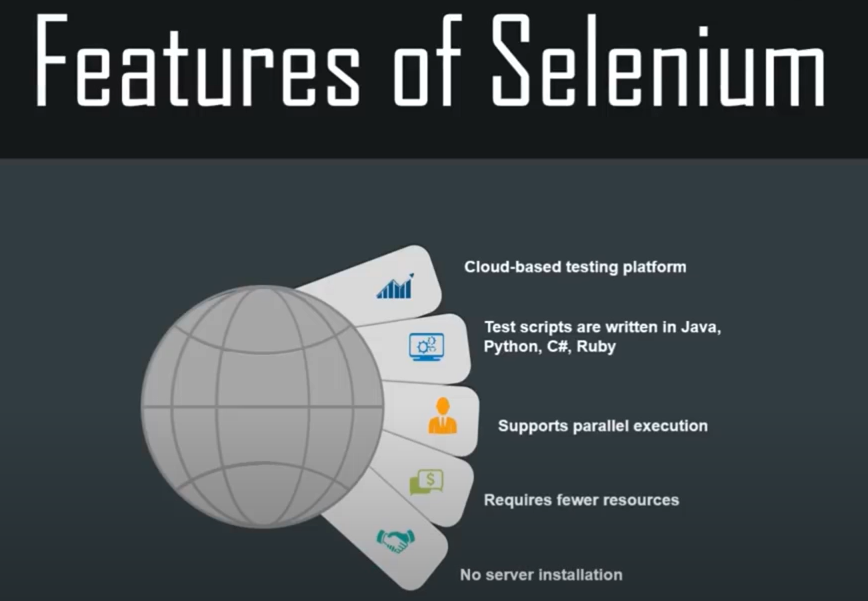 Features of Selenium
Cloud-based testing platform
Test scripts are written in Java,
Python, C#, Ruby
Supports parallel execution
$
Requires fewer resources
No server installation